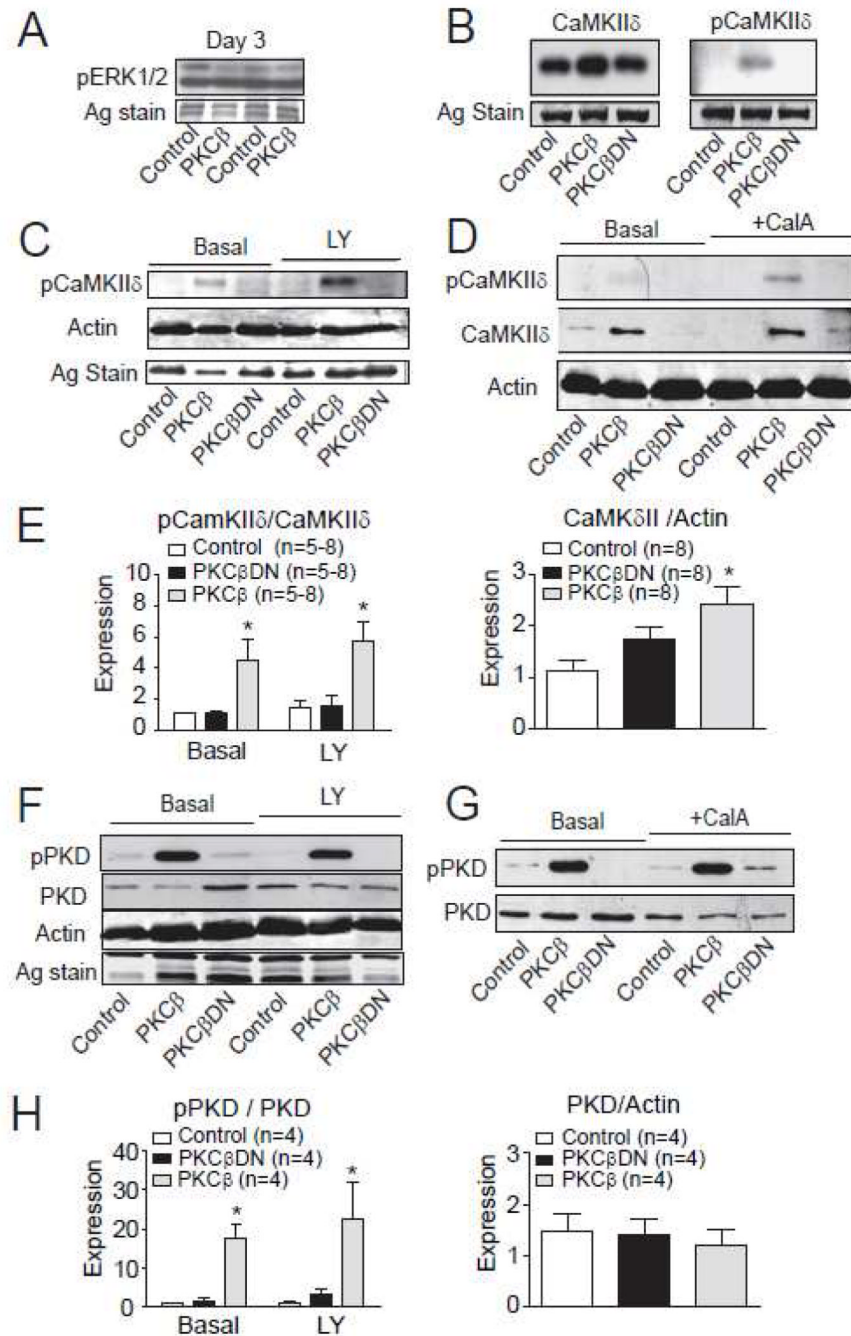 A
Day 3
pERK1/2
Ag stain
Control
PKCβ
Control
PKCβ
B
CaMKIIδ
pCaMKIIδ
Ag Stain
Control
PKCβ
PKCβDN
Control
PKCβ
PKCβDN
C
Basal
LY
pCaMKIIδ
Actin
Ag Stain
Control
PKCβ
PKCβDN
Control
PKCβ
PKCβDN
D
Basal
+CalA
pCaMKIIδ
CaMKIIδ
Actin
Control
PKCβ
PKCβDN
Control
PKCβ
PKCβDN
E
pCamKIIδ/CaMKIIδ
Control (n=5-8)
PKCβDN (n=5-8)
PKCβ (n=5-8)
Expression
10
8
6
4
2
0
*
*
Basal
LY
CaMKδII /Actin
Control (n=8)
PKCβDN (n=8)
PKCβ (n=8)
Expression
3
2
1
0
*
F
Basal
LY
pPKD
PKD
Actin
Ag stain
Control
PKCβ
PKCβDN
Control
PKCβ
PKCβDN
G
Basal
+CalA
pPKD
PKD
Control
PKCβ
PKCβDN
Control
PKCβ
PKCβDN
H
pPKD / PKD
Control (n=4)
PKCβDN (n=4)
PKCβ (n=4)
Expression
40
30
20
10
0
*
*
Basal
LY
PKD/Actin
Control (n=4)
PKCβDN (n=4)
PKCβ (n=4)
Expression
3
2
1
0